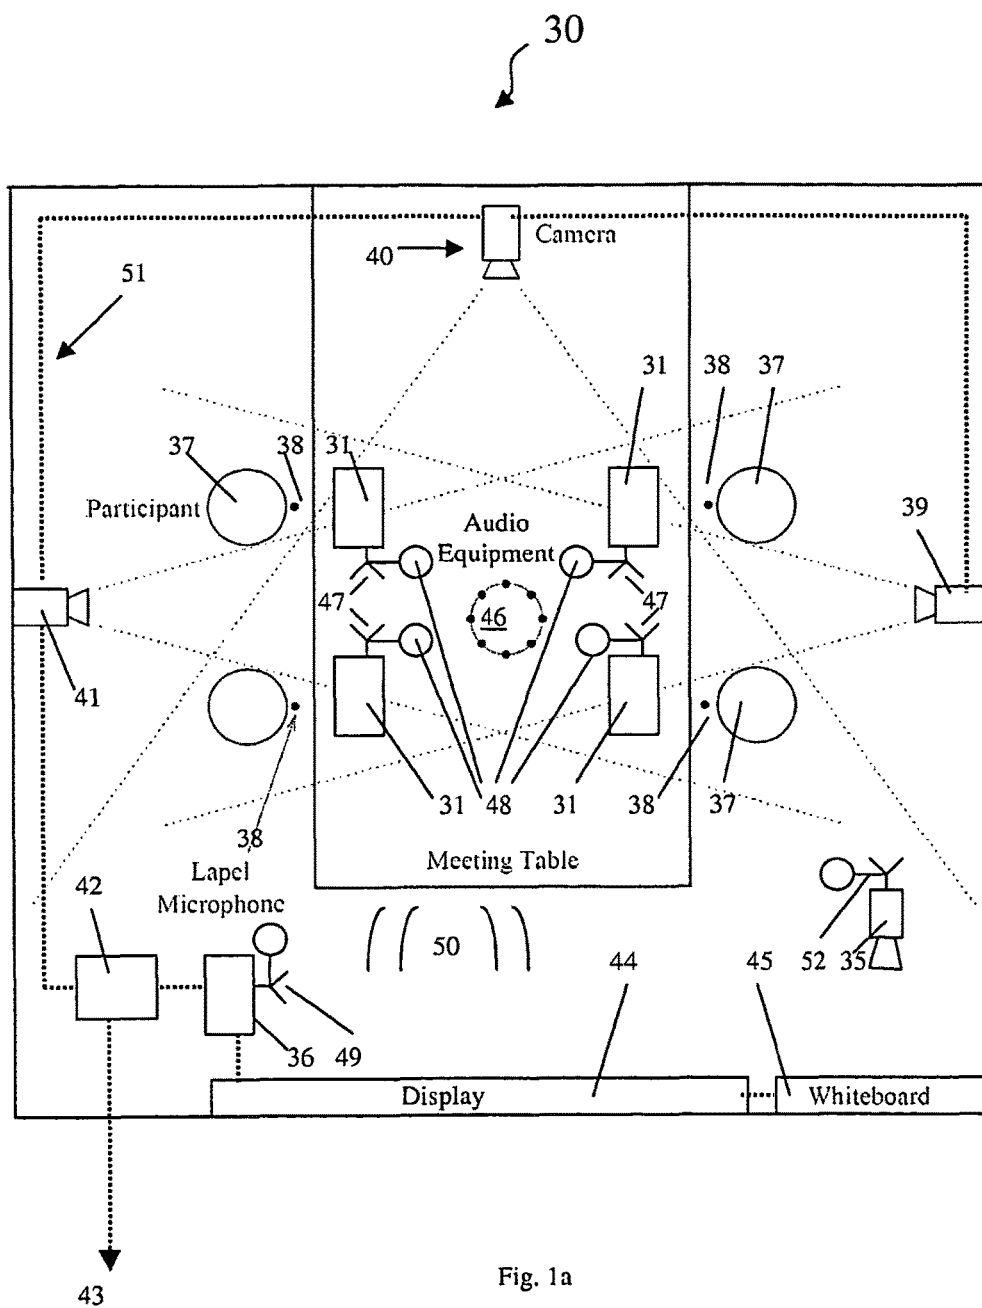 30
Camera
40
51
31
38
37
37
38
31
Participant
39
Audio
Equipment
47
46
47
41
31
48
31
38
37
38
Meeting Table
Lapel
Microphone
42
50
44
45
52
35
36
49
Display
Whiteboard
43
Fig. 1a